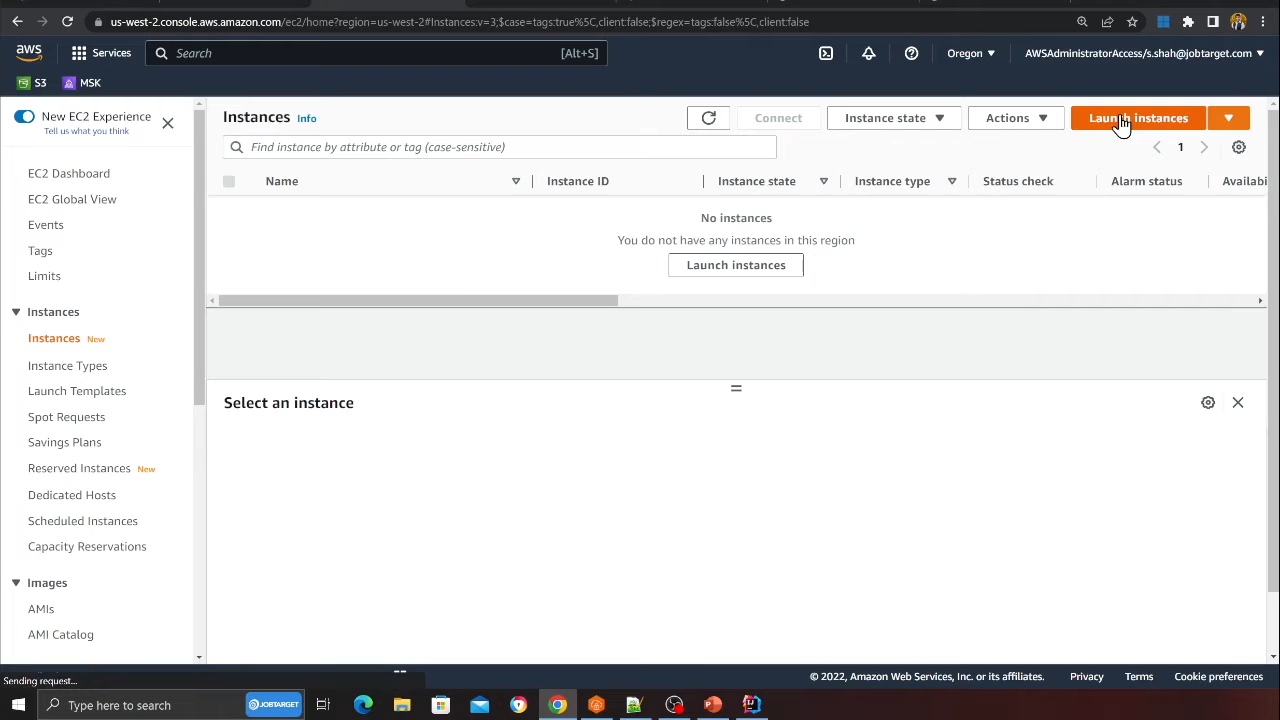 us-west-2.console.aws.amazon.com/ec2/home?region=us-west-2#Instances:v=3;$case=tags:true%5C,client:false;$regex=tags:false%5C,client:false
aws
Services
Search
[Alt+S]
Oregon
AWSAdministratorAccess/s.shah@jobtarget.com
S3
MSK
New EC2 Experience
Tell us what you think
EC2 Dashboard
EC2 Global View
Events
Tags
Limits
Instances
Instances New
Instance Types
Launch Templates
Spot Requests
Savings Plans
Reserved Instances New
Dedicated Hosts
Scheduled Instances
Capacity Reservations
Images
AMIs
AMI Catalog
Instances Info
Connect
Instance state
Actions
Launch instances
Find instance by attribute or tag (case-sensitive)
1
Name
Instance ID
Instance state
Instance type
Status check
Alarm status
Availabi
No instances
You do not have any instances in this region
Launch instances
Select an instance
Sending request...
© 2022, Amazon Web Services, Inc. or its affiliates.
Privacy
Terms
Cookie preferences
Type here to search
JOBTARGET